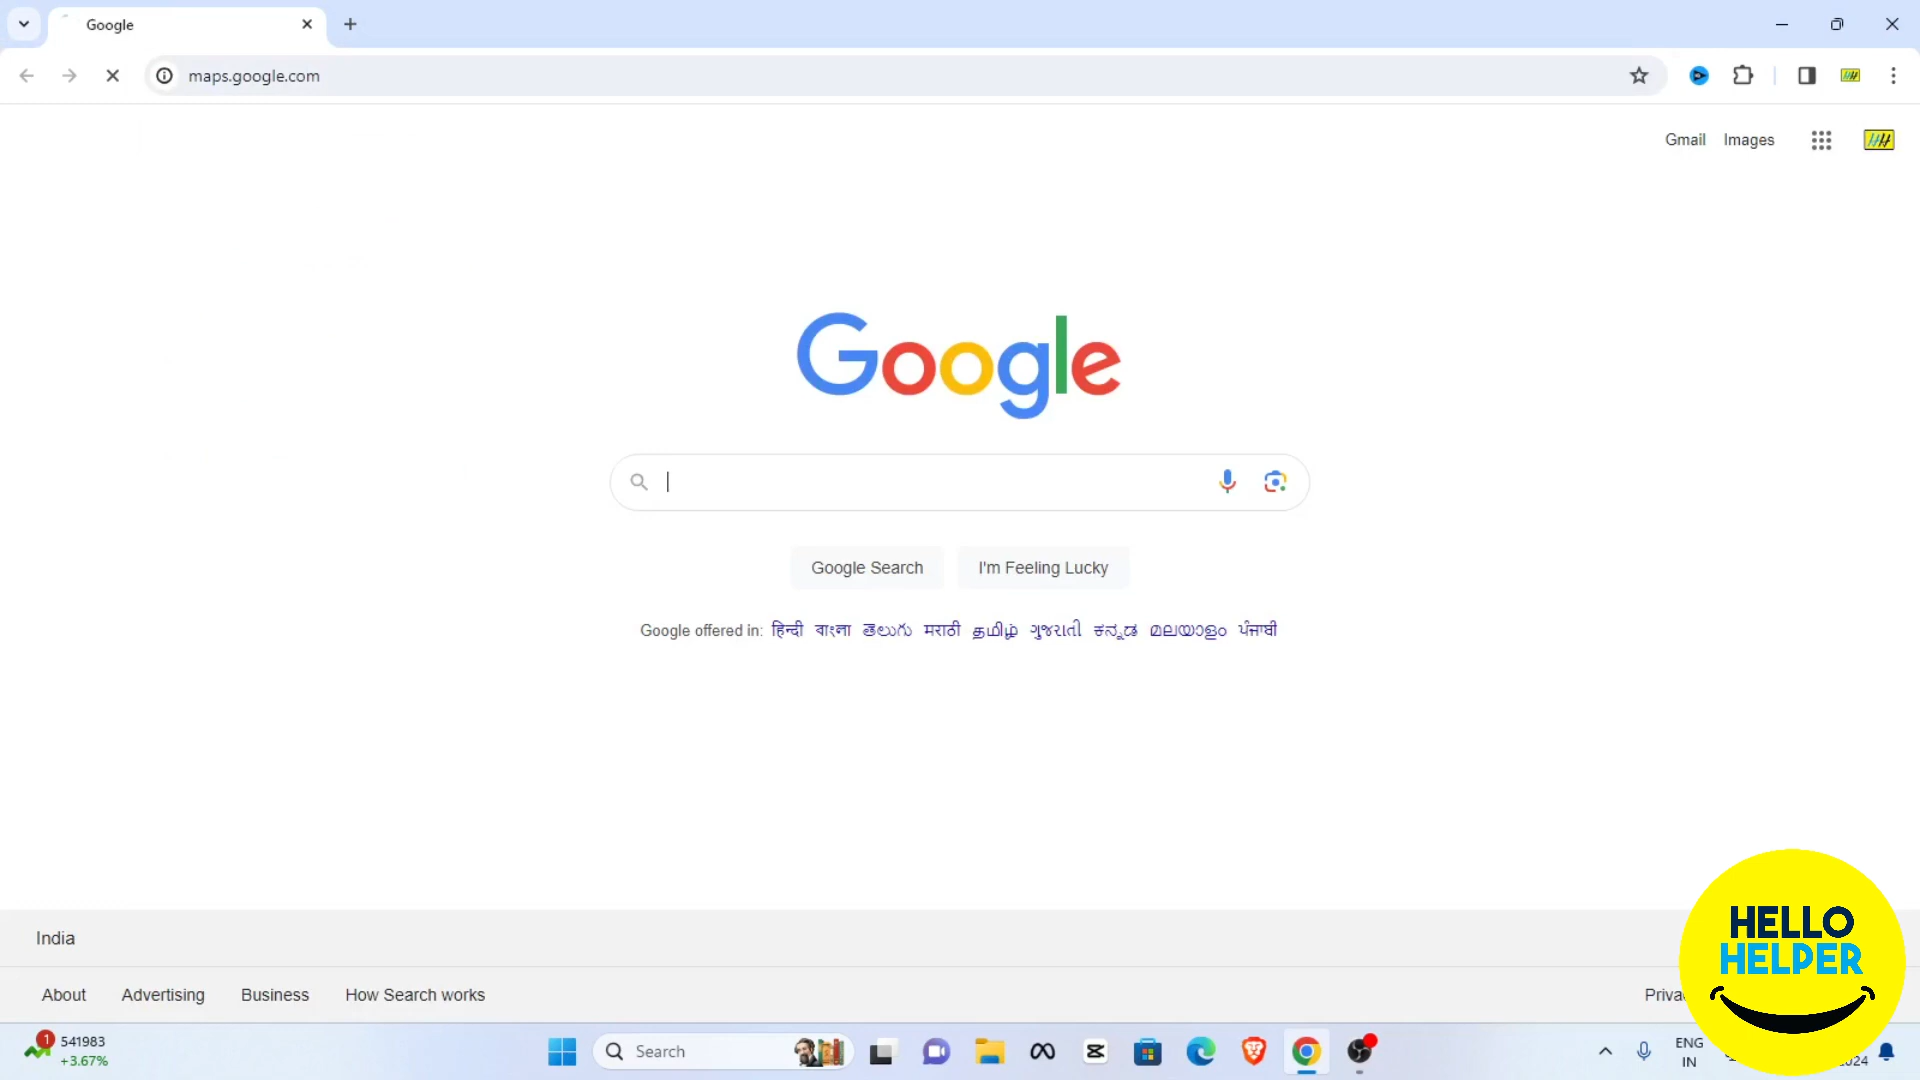 Google
maps.google.com
Gmail Images
Google
Google Search I'm Feeling Lucky
Google offered in: हिन्दी বাংলা తెలుగు मराठी தமிழ் ગુજરાતી ಕನ್ನಡ മലയാളം ਪੰਜਾਬੀ
India
HELLO
HELPER
About Advertising Business How Search works
1 541983
+3.67%
Search
ENG
IN